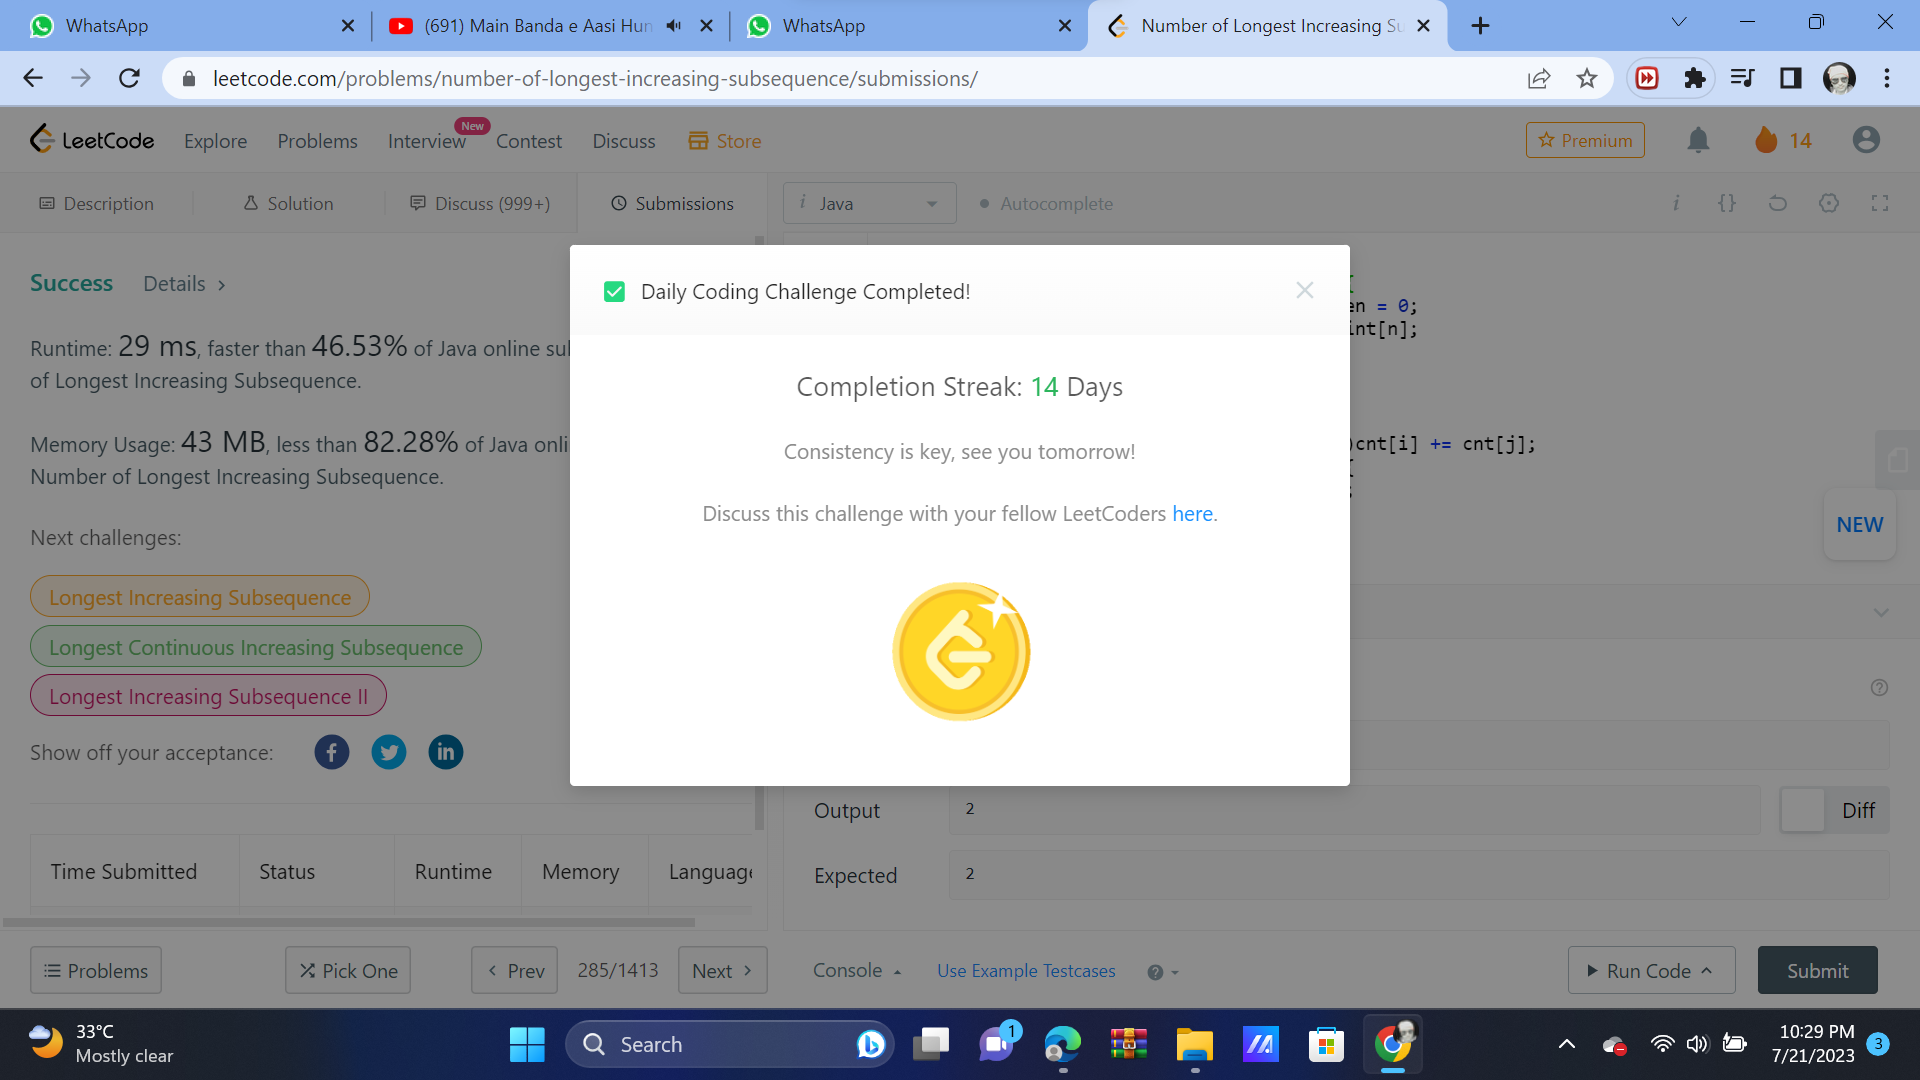 WhatsApp
(691) Main Banda e Aasi Hun
WhatsApp
Number of Longest Increasing Su
leetcode.com/problems/number-of-longest-increasing-subsequence/submissions/
LeetCode
Explore
Problems
Interview
New
Contest
Discuss
Store
Premium
14
Description
Solution
Discuss (999+)
Submissions
i Java
Autocomplete
i
{}
Success
Details >
Runtime: 29 ms, faster than 46.53% of Java online sul
of Longest Increasing Subsequence.
Memory Usage: 43 MB, less than 82.28% of Java onli
Number of Longest Increasing Subsequence.
Next challenges:
Longest Increasing Subsequence
Longest Continuous Increasing Subsequence
Longest Increasing Subsequence II
Show off your acceptance:
Daily Coding Challenge Completed!
Completion Streak: 14 Days
Consistency is key, see you tomorrow!
Discuss this challenge with your fellow LeetCoders here.
en = 0;
int[n];
)cnt[i] += cnt[j];
NEW
Output
2
Diff
Expected
2
Time Submitted
Status
Runtime
Memory
Language
Problems
Pick One
< Prev
285/1413
Next >
Console
Use Example Testcases
Run Code
Submit
33°C
Mostly clear
Search
1
10:29 PM
7/21/2023
3